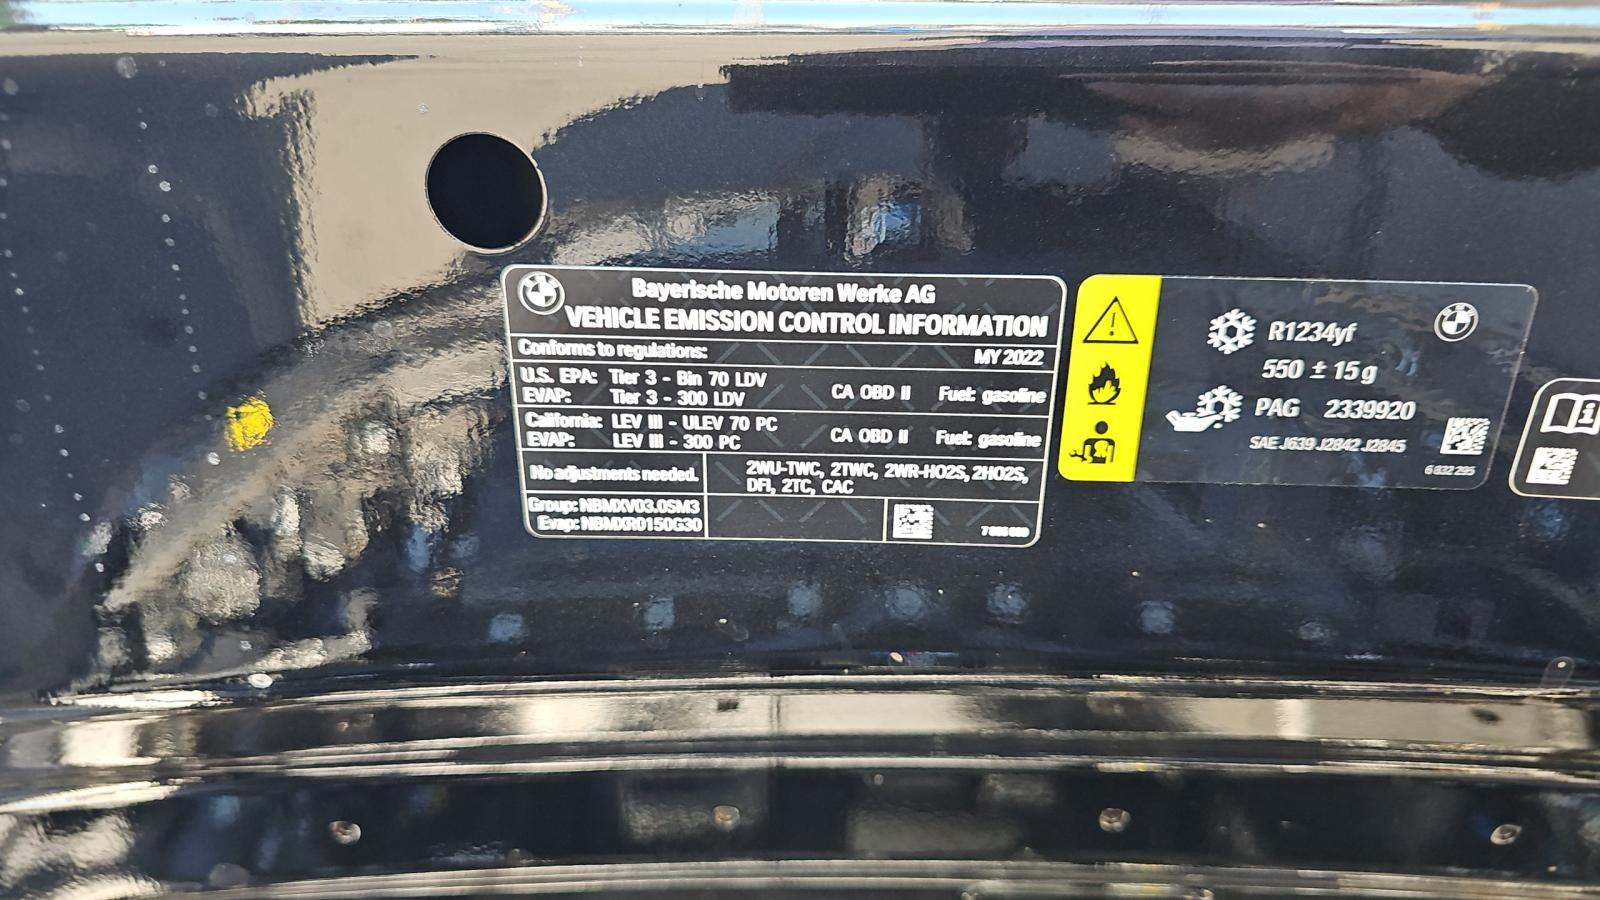 Bayerische Motoren Werke AG
VEHICLE EMISSION CONTROL INFORMATION
Conforms to regulations: MY 2022
U.S. EPA: Tier 3 - Bin 70 LDV
EVAP: Tier 3 - 300 LDV
CA OBD II Fuel: gasoline
California: LEV III - ULEV 70 PC
EVAP: LEV III - 300 PC
CA OBD II Fuel: gasoline
No adjustments needed.
2WU-TWC, 2TWC, 2WR-HO2S, 2HO2S,
DFI, 2TC, CAC
Group: NBMXV03.0SM3
Evap: NBMXR0150G30
R1234yf
550 ± 15 g
PAG 2339920
SAE J639 J2842 J2845
6 832 295